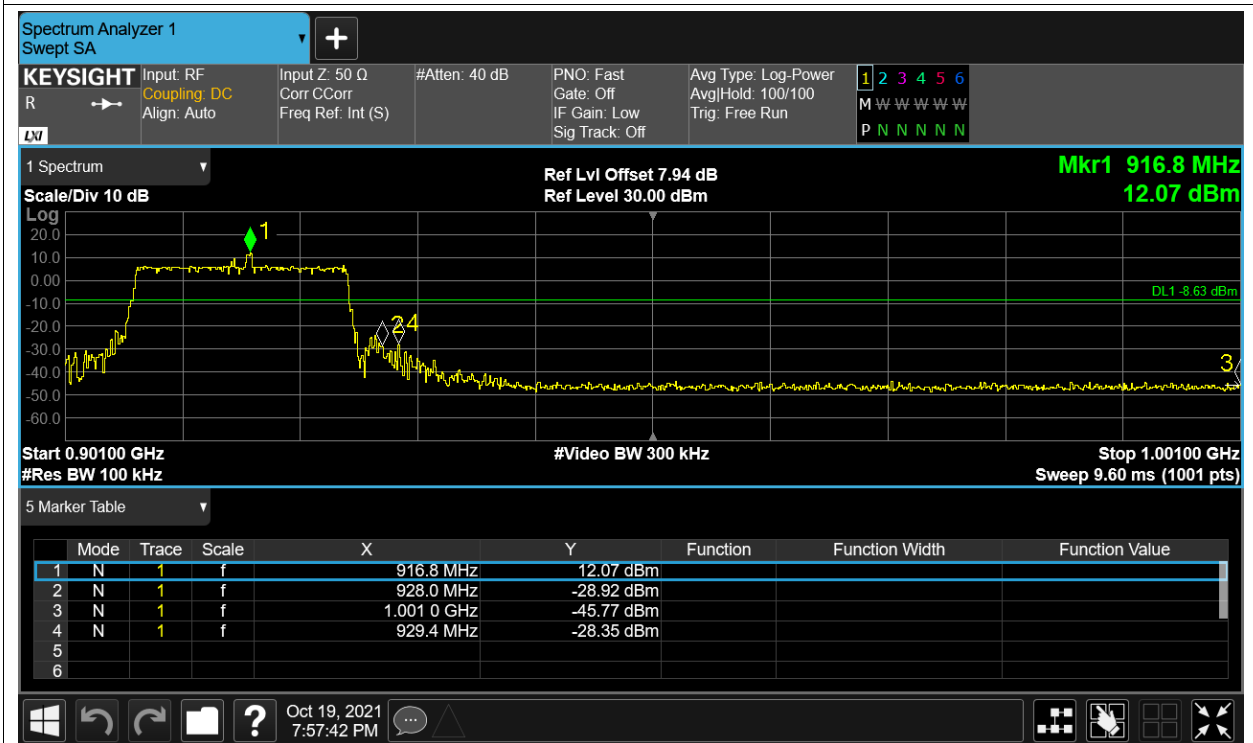 Spectrum Analyzer 1
Swept SA
KEYSIGHT
R
LXI
Input: RF
Coupling: DC
Align: Auto
Input Z: 50 Ω
Corr CCorr
Freq Ref: Int (S)
#Atten: 40 dB
PNO: Fast
Gate: Off
IF Gain: Low
Sig Track: Off
Avg Type: Log-Power
Avg|Hold: 100/100
Trig: Free Run
1 2 3 4 5 6
M W W W W W
P N N N N N
1 Spectrum
Scale/Div 10 dB
Ref Lvl Offset 7.94 dB
Ref Level 30.00 dBm
Mkr1 916.8 MHz
12.07 dBm
Log
20.0
10.0
0.00
-10.0
-20.0
-30.0
-40.0
-50.0
-60.0
1
24
3
DL1 -8.63 dBm
Start 0.90100 GHz
#Res BW 100 kHz
#Video BW 300 kHz
Stop 1.00100 GHz
Sweep 9.60 ms (1001 pts)
5 Marker Table
Mode Trace Scale X Y Function Function Width Function Value
1 N 1 f 916.8 MHz 12.07 dBm
2 N 1 f 928.0 MHz -28.92 dBm
3 N 1 f 1.001 0 GHz -45.77 dBm
4 N 1 f 929.4 MHz -28.35 dBm
5
6
?
Oct 19, 2021
7:57:42 PM